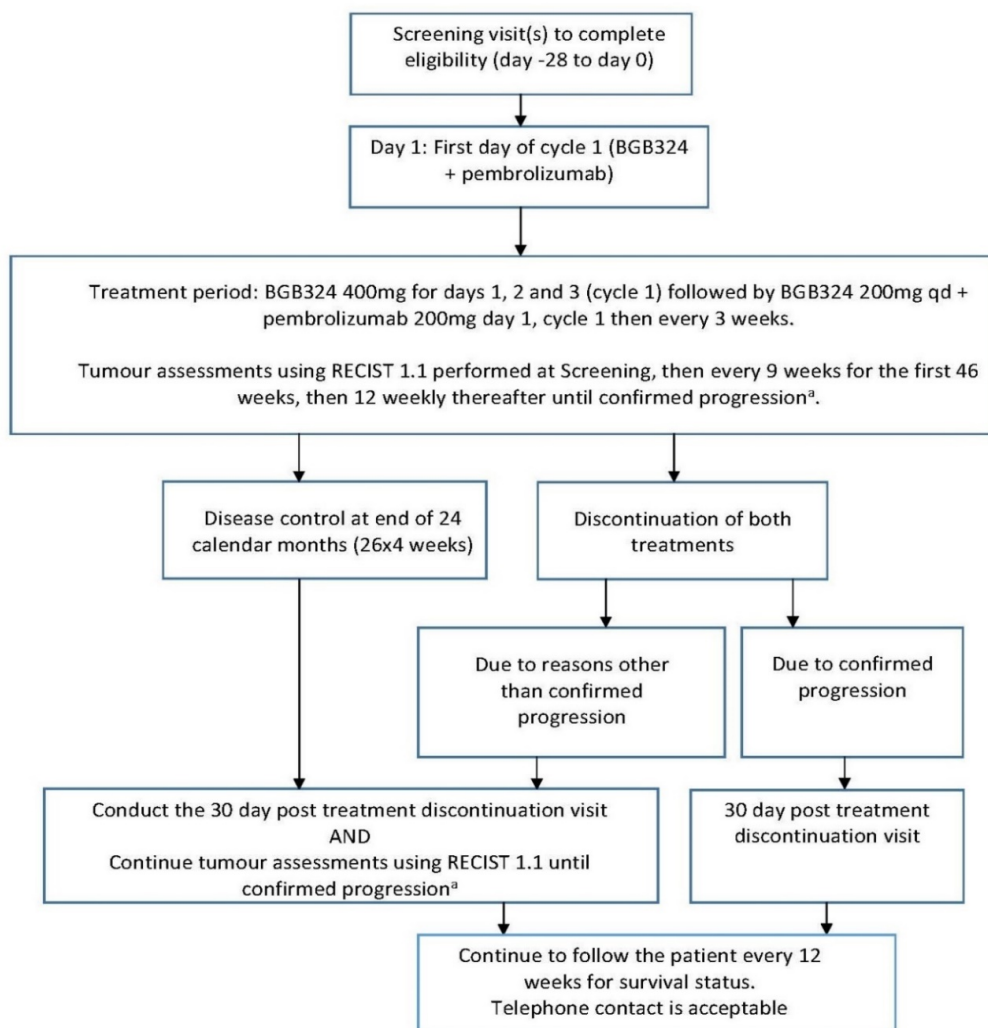 Screening visit(s) to complete
eligibility (day -28 to day 0)
Day 1: First day of cycle 1 (BGB324
+ pembrolizumab)
Treatment period: BGB324 400mg for days 1, 2 and 3 (cycle 1) followed by BGB324 200mg qd +
pembrolizumab 200mg day 1, cycle 1 then every 3 weeks.
Tumour assessments using RECIST 1.1 performed at Screening, then every 9 weeks for the first 46
weeks, then 12 weekly thereafter until confirmed progressionᵃ.
Disease control at end of 24
calendar months (26x4 weeks)
Discontinuation of both
treatments
Due to reasons other
than confirmed
progression
Due to confirmed
progression
Conduct the 30 day post treatment discontinuation visit
AND
Continue tumour assessments using RECIST 1.1 until
confirmed progressionᵃ
30 day post treatment
discontinuation visit
Continue to follow the patient every 12
weeks for survival status.
Telephone contact is acceptable